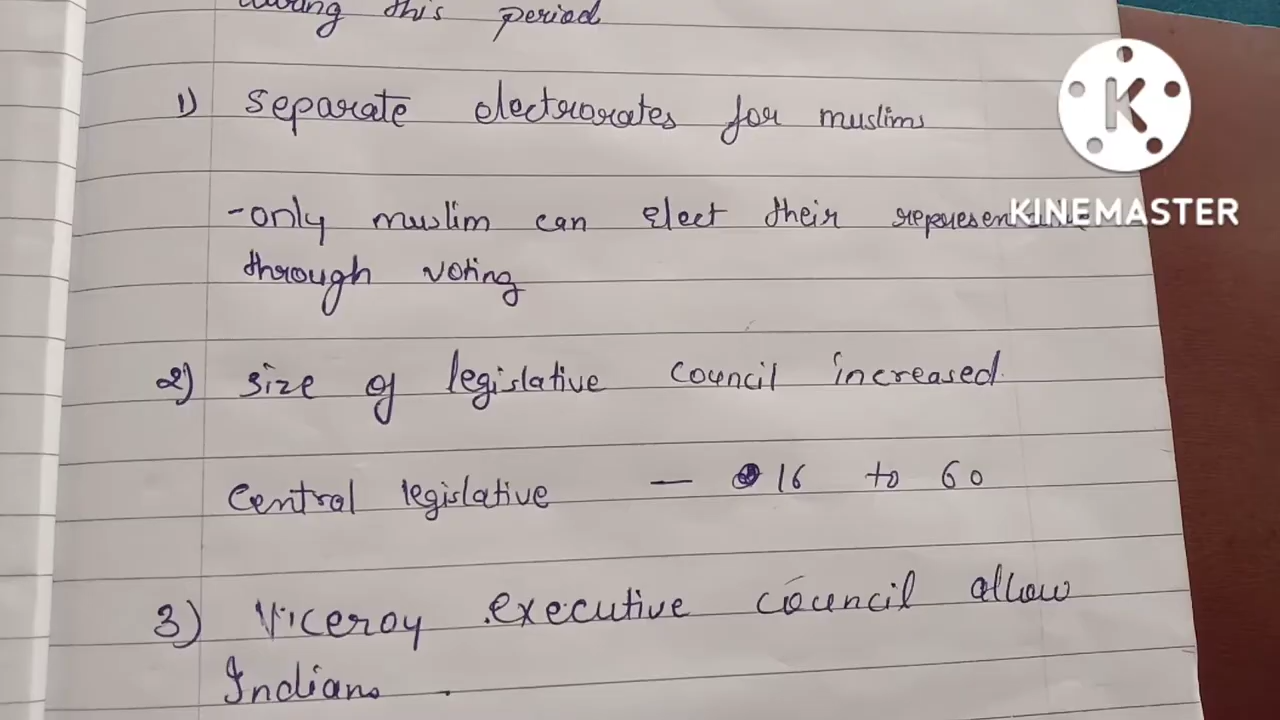 during this period
1) Separate electrorates for muslims
-only muslim can elect their
through voting
2) Size of legislative council increased.
Central legislative — 16 to 60
3) Viceroy executive council allow
Indians.
K
KINEMASTER